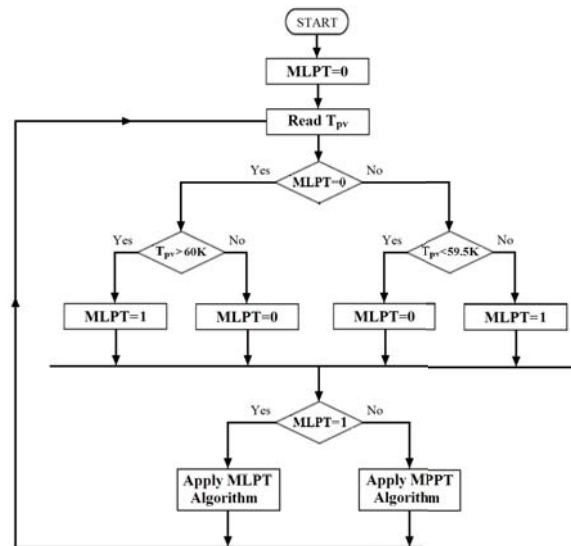 START
MLPT=0
Read Tpv
MLPT=0
Yes
No
Tpv>60K
Yes
No
Tpv<59.5K
Yes
No
MLPT=1
MLPT=0
MLPT=0
MLPT=1
MLPT=1
Yes
No
Apply MLPT
Algorithm
Apply MPPT
Algorithm